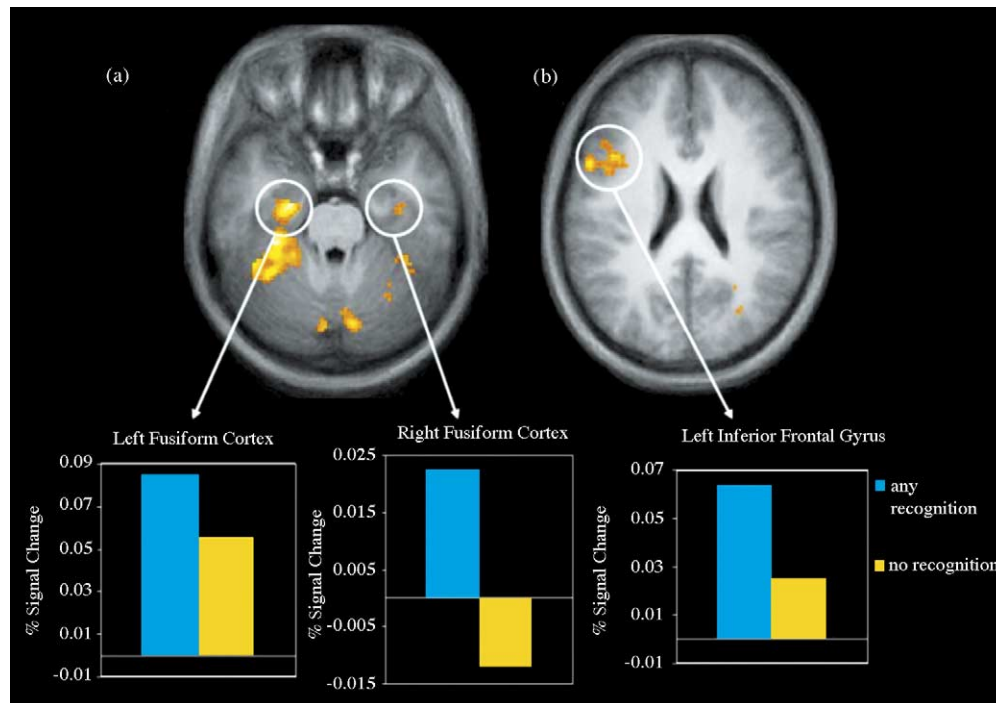 (a)
(b)
Left Fusiform Cortex
% Signal Change
0.09
0.07
0.05
0.03
0.01
-0.01
Right Fusiform Cortex
% Signal Change
0.025
0.015
0.005
-0.005
-0.015
Left Inferior Frontal Gyrus
% Signal Change
0.07
0.05
0.03
0.01
-0.01
any
recognition
no recognition